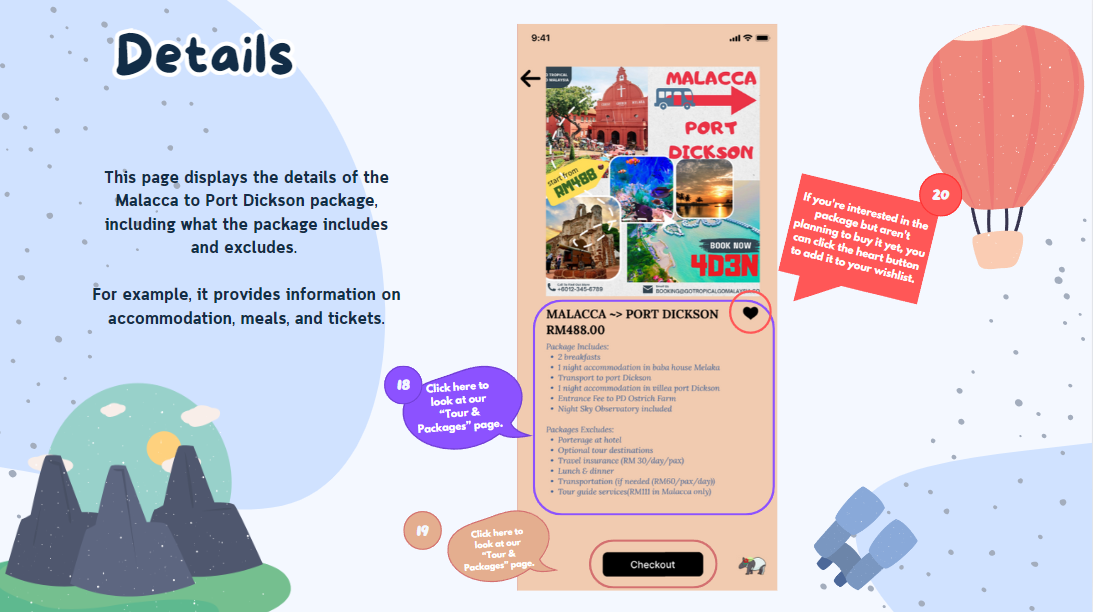 Details
This page displays the details of the
Malacca to Port Dickson package,
including what the package includes
and excludes.
For example, it provides information on
accommodation, meals, and tickets.
9:41
TROPICAL
MALAYSIA
MALACCA
PORT
DICKSON
start from
RM488
BOOK NOW
4D3N
+6012-345-6789
BOOKING@GOTROPICALGOMALAYSIA.CO
MALACCA ~> PORT DICKSON
RM488.00
Package Includes:
• 2 breakfasts
• 1 night accommodation in baba house Melaka
• Transport to port Dickson
• 1 night accommodation in villea port Dickson
• Entrance Fee to PD Ostrich Farm
• Night Sky Observatory included
Packages Excludes:
• Porterage at hotel
• Optional tour destinations
• Travel insurance (RM 30/day/pax)
• Lunch & dinner
• Transportation (if needed (RM60/pax/day))
• Tour guide services(RM111 in Malacca only)
Checkout
18
Click here to
look at our
“Tour &
Packages” page.
19
Click here to
look at our
“Tour &
Packages” page.
20
If you're interested in the
package but aren't
planning to buy it yet, you
can click the heart button
to add it to your wishlist.